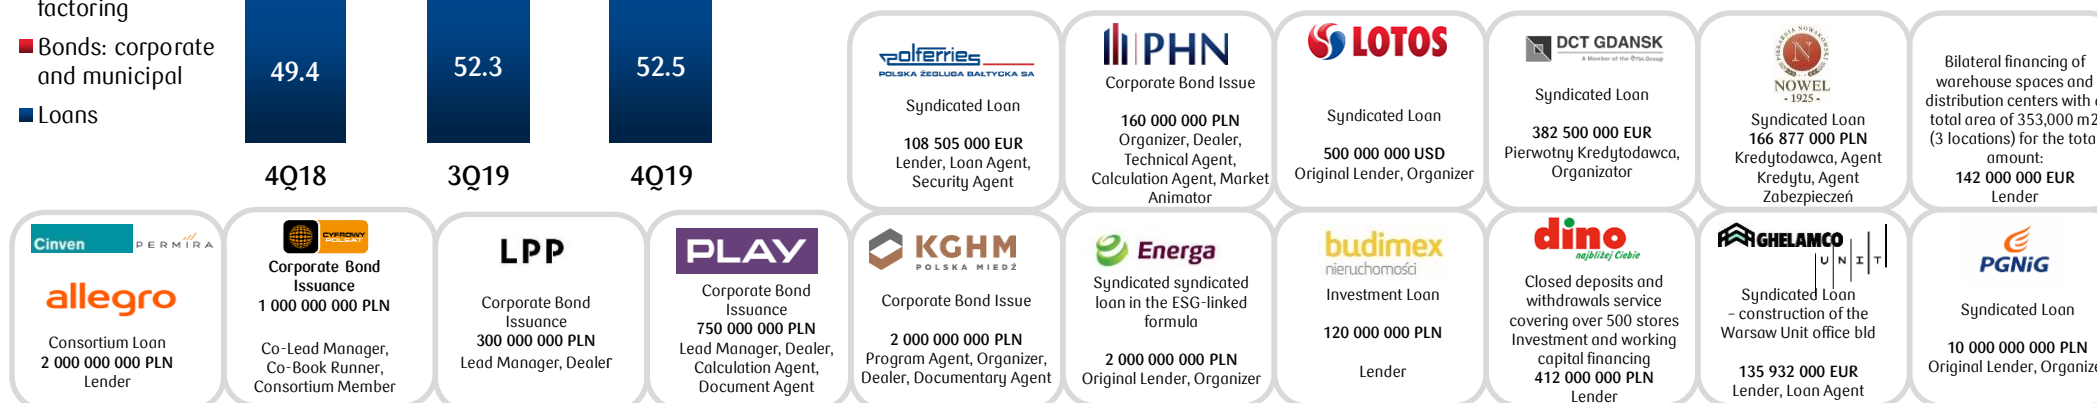 factoring
Bonds: corporate
and municipal
Loans
49.4
52.3
52.5
4Q18
3Q19
4Q19
polferries
POLSKA ŻEGLUGA BAŁTYCKA SA
Syndicated Loan
108 505 000 EUR
Lender, Loan Agent,
Security Agent
PHN
Corporate Bond Issue
160 000 000 PLN
Organizer, Dealer,
Technical Agent,
Calculation Agent, Market
Animator
LOTOS
Syndicated Loan
500 000 000 USD
Original Lender, Organizer
DCT GDANSK
A Member of the PSA Group
Syndicated Loan
382 500 000 EUR
Pierwotny Kredytodawca,
Organizator
N
NOWEL
- 1925 -
Syndicated Loan
166 877 000 PLN
Kredytodawca, Agent
Kredytu, Agent
Zabezpieczeń
Bilateral financing of
warehouse spaces and
distribution centers with
total area of 353,000 m2
(3 locations) for the tota
amount:
142 000 000 EUR
Lender
Cinven
PERMIRA
allegro
Consortium Loan
2 000 000 000 PLN
Lender
CYFROWY
POLSAT
Corporate Bond
Issuance
1 000 000 000 PLN
Co-Lead Manager,
Co-Book Runner,
Consortium Member
LPP
Corporate Bond
Issuance
300 000 000 PLN
Lead Manager, Dealer
PLAY
Corporate Bond
Issuance
750 000 000 PLN
Lead Manager, Dealer,
Calculation Agent,
Document Agent
KGHM
POLSKA MIEDŹ
Corporate Bond Issue
2 000 000 000 PLN
Program Agent, Organizer,
Dealer, Documentary Agent
Energa
Syndicated syndicated
loan in the ESG-linked
formula
2 000 000 000 PLN
Original Lender, Organizer
budimex
nieruchomości
Investment Loan
120 000 000 PLN
Lender
dino
najbliżej Ciebie
Closed deposits and
withdrawals service
covering over 500 stores
Investment and working
capital financing
412 000 000 PLN
Lender
GHELAMCO
UNIT
Syndicated Loan
– construction of the
Warsaw Unit office bld
135 932 000 EUR
Lender, Loan Agent
PGNiG
Syndicated Loan
10 000 000 000 PLN
Original Lender, Organize